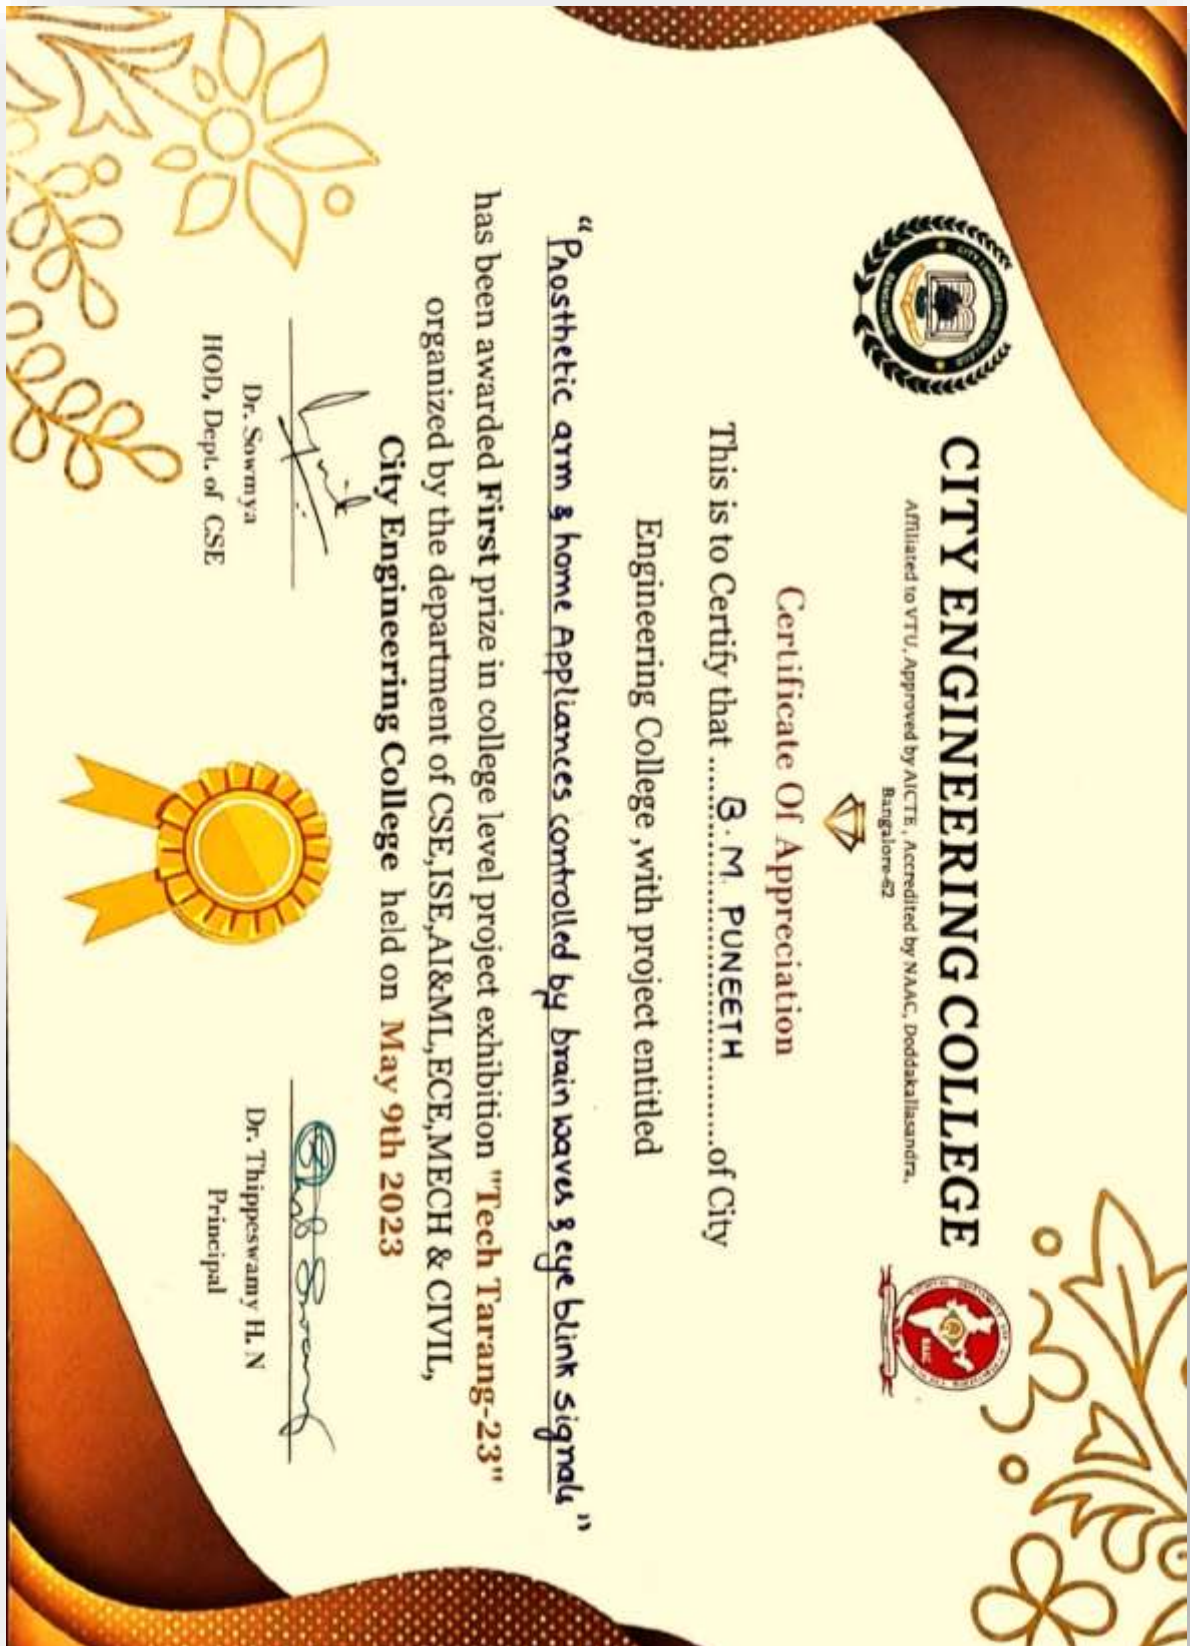 CITY ENGINEERING COLLEGE
Affiliated to VTU, Approved by AICTE, Accredited by NAAC, Doddakallasandra,
Bangalore-62
Certificate Of Appreciation
This is to Certify that ........B. M. PUNEETH............of City
Engineering College ,with project entitled
"Prosthetic arm & home Appliances controlled by brain waves & eye blink signals"
has been awarded First prize in college level project exhibition "Tech Tarang-23"
organized by the department of CSE,ISE,AI&ML,ECE,MECH & CIVIL,
City Engineering College held on May 9th 2023
Dr. Sowmya
HOD, Dept. of CSE
Dr. Thippeswamy H. N
Principal